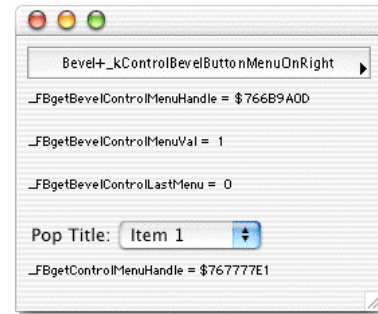 Bevel+_kControlBevelButtonMenuOnRight
_FBgetBevelControlMenuHandle = $766B9A0D
_FBgetBevelControlMenuVal = 1
_FBgetBevelControlLastMenu = 0
Pop Title: Item 1
_FBgetControlMenuHandle = $767777E1